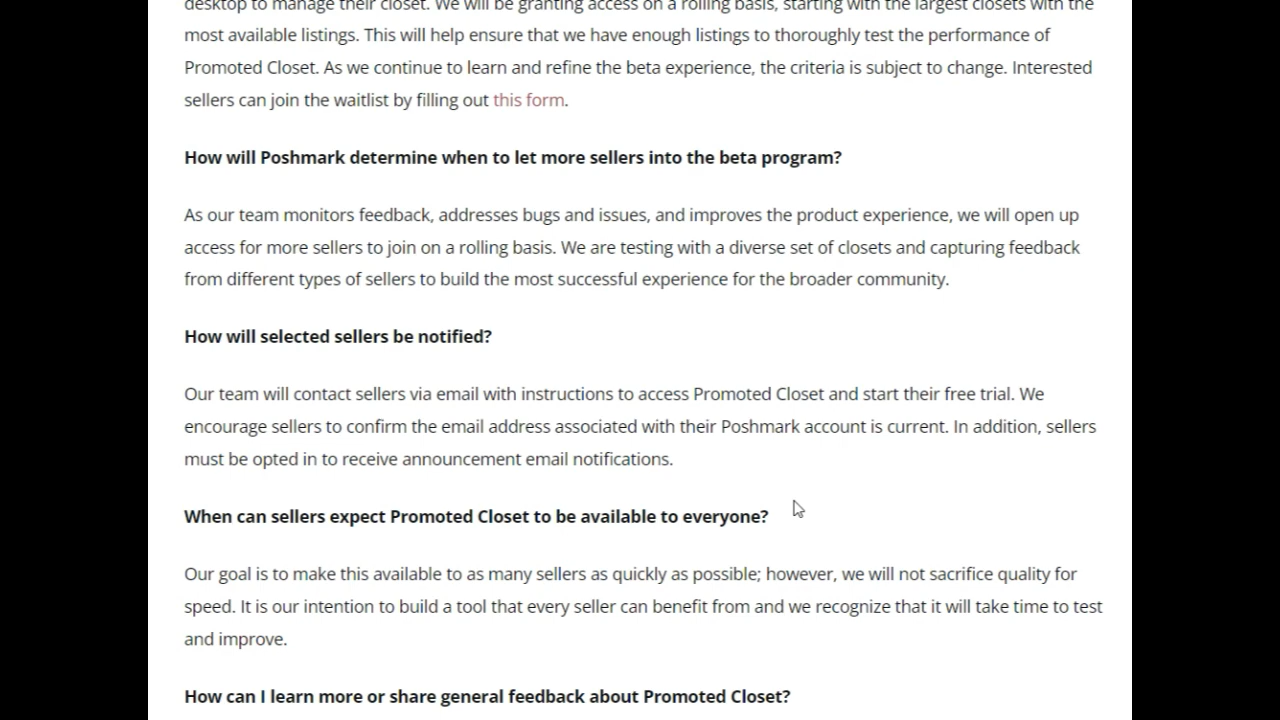 desktop to manage their closet. We will be granting access on a rolling basis, starting with the largest closets with the
most available listings. This will help ensure that we have enough listings to thoroughly test the performance of
Promoted Closet. As we continue to learn and refine the beta experience, the criteria is subject to change. Interested
sellers can join the waitlist by filling out this form.
How will Poshmark determine when to let more sellers into the beta program?
As our team monitors feedback, addresses bugs and issues, and improves the product experience, we will open up
access for more sellers to join on a rolling basis. We are testing with a diverse set of closets and capturing feedback
from different types of sellers to build the most successful experience for the broader community.
How will selected sellers be notified?
Our team will contact sellers via email with instructions to access Promoted Closet and start their free trial. We
encourage sellers to confirm the email address associated with their Poshmark account is current. In addition, sellers
must be opted in to receive announcement email notifications.
When can sellers expect Promoted Closet to be available to everyone?
Our goal is to make this available to as many sellers as quickly as possible; however, we will not sacrifice quality for
speed. It is our intention to build a tool that every seller can benefit from and we recognize that it will take time to test
and improve.
How can I learn more or share general feedback about Promoted Closet?